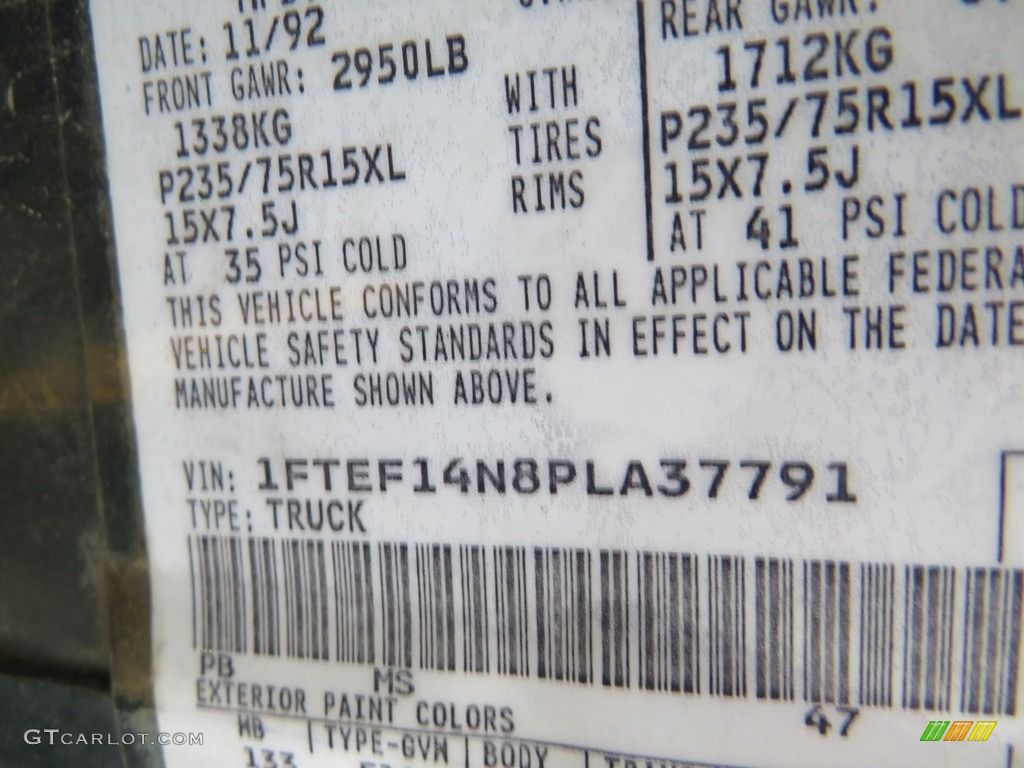 DATE: 11/92
FRONT GAWR: 2950LB
1338KG
P235/75R15XL
15X7.5J
AT 35 PSI COLD
WITH
TIRES
RIMS
REAR GAWR:
1712KG
P235/75R15XL
15X7.5J
AT 41 PSI COLD
THIS VEHICLE CONFORMS TO ALL APPLICABLE FEDERA
VEHICLE SAFETY STANDARDS IN EFFECT ON THE DATE
MANUFACTURE SHOWN ABOVE.
VIN: 1FTEF14N8PLA37791
TYPE: TRUCK
PB MS 47
EXTERIOR PAINT COLORS
WB TYPE-GVW BODY
133
GTCARLOT.COM